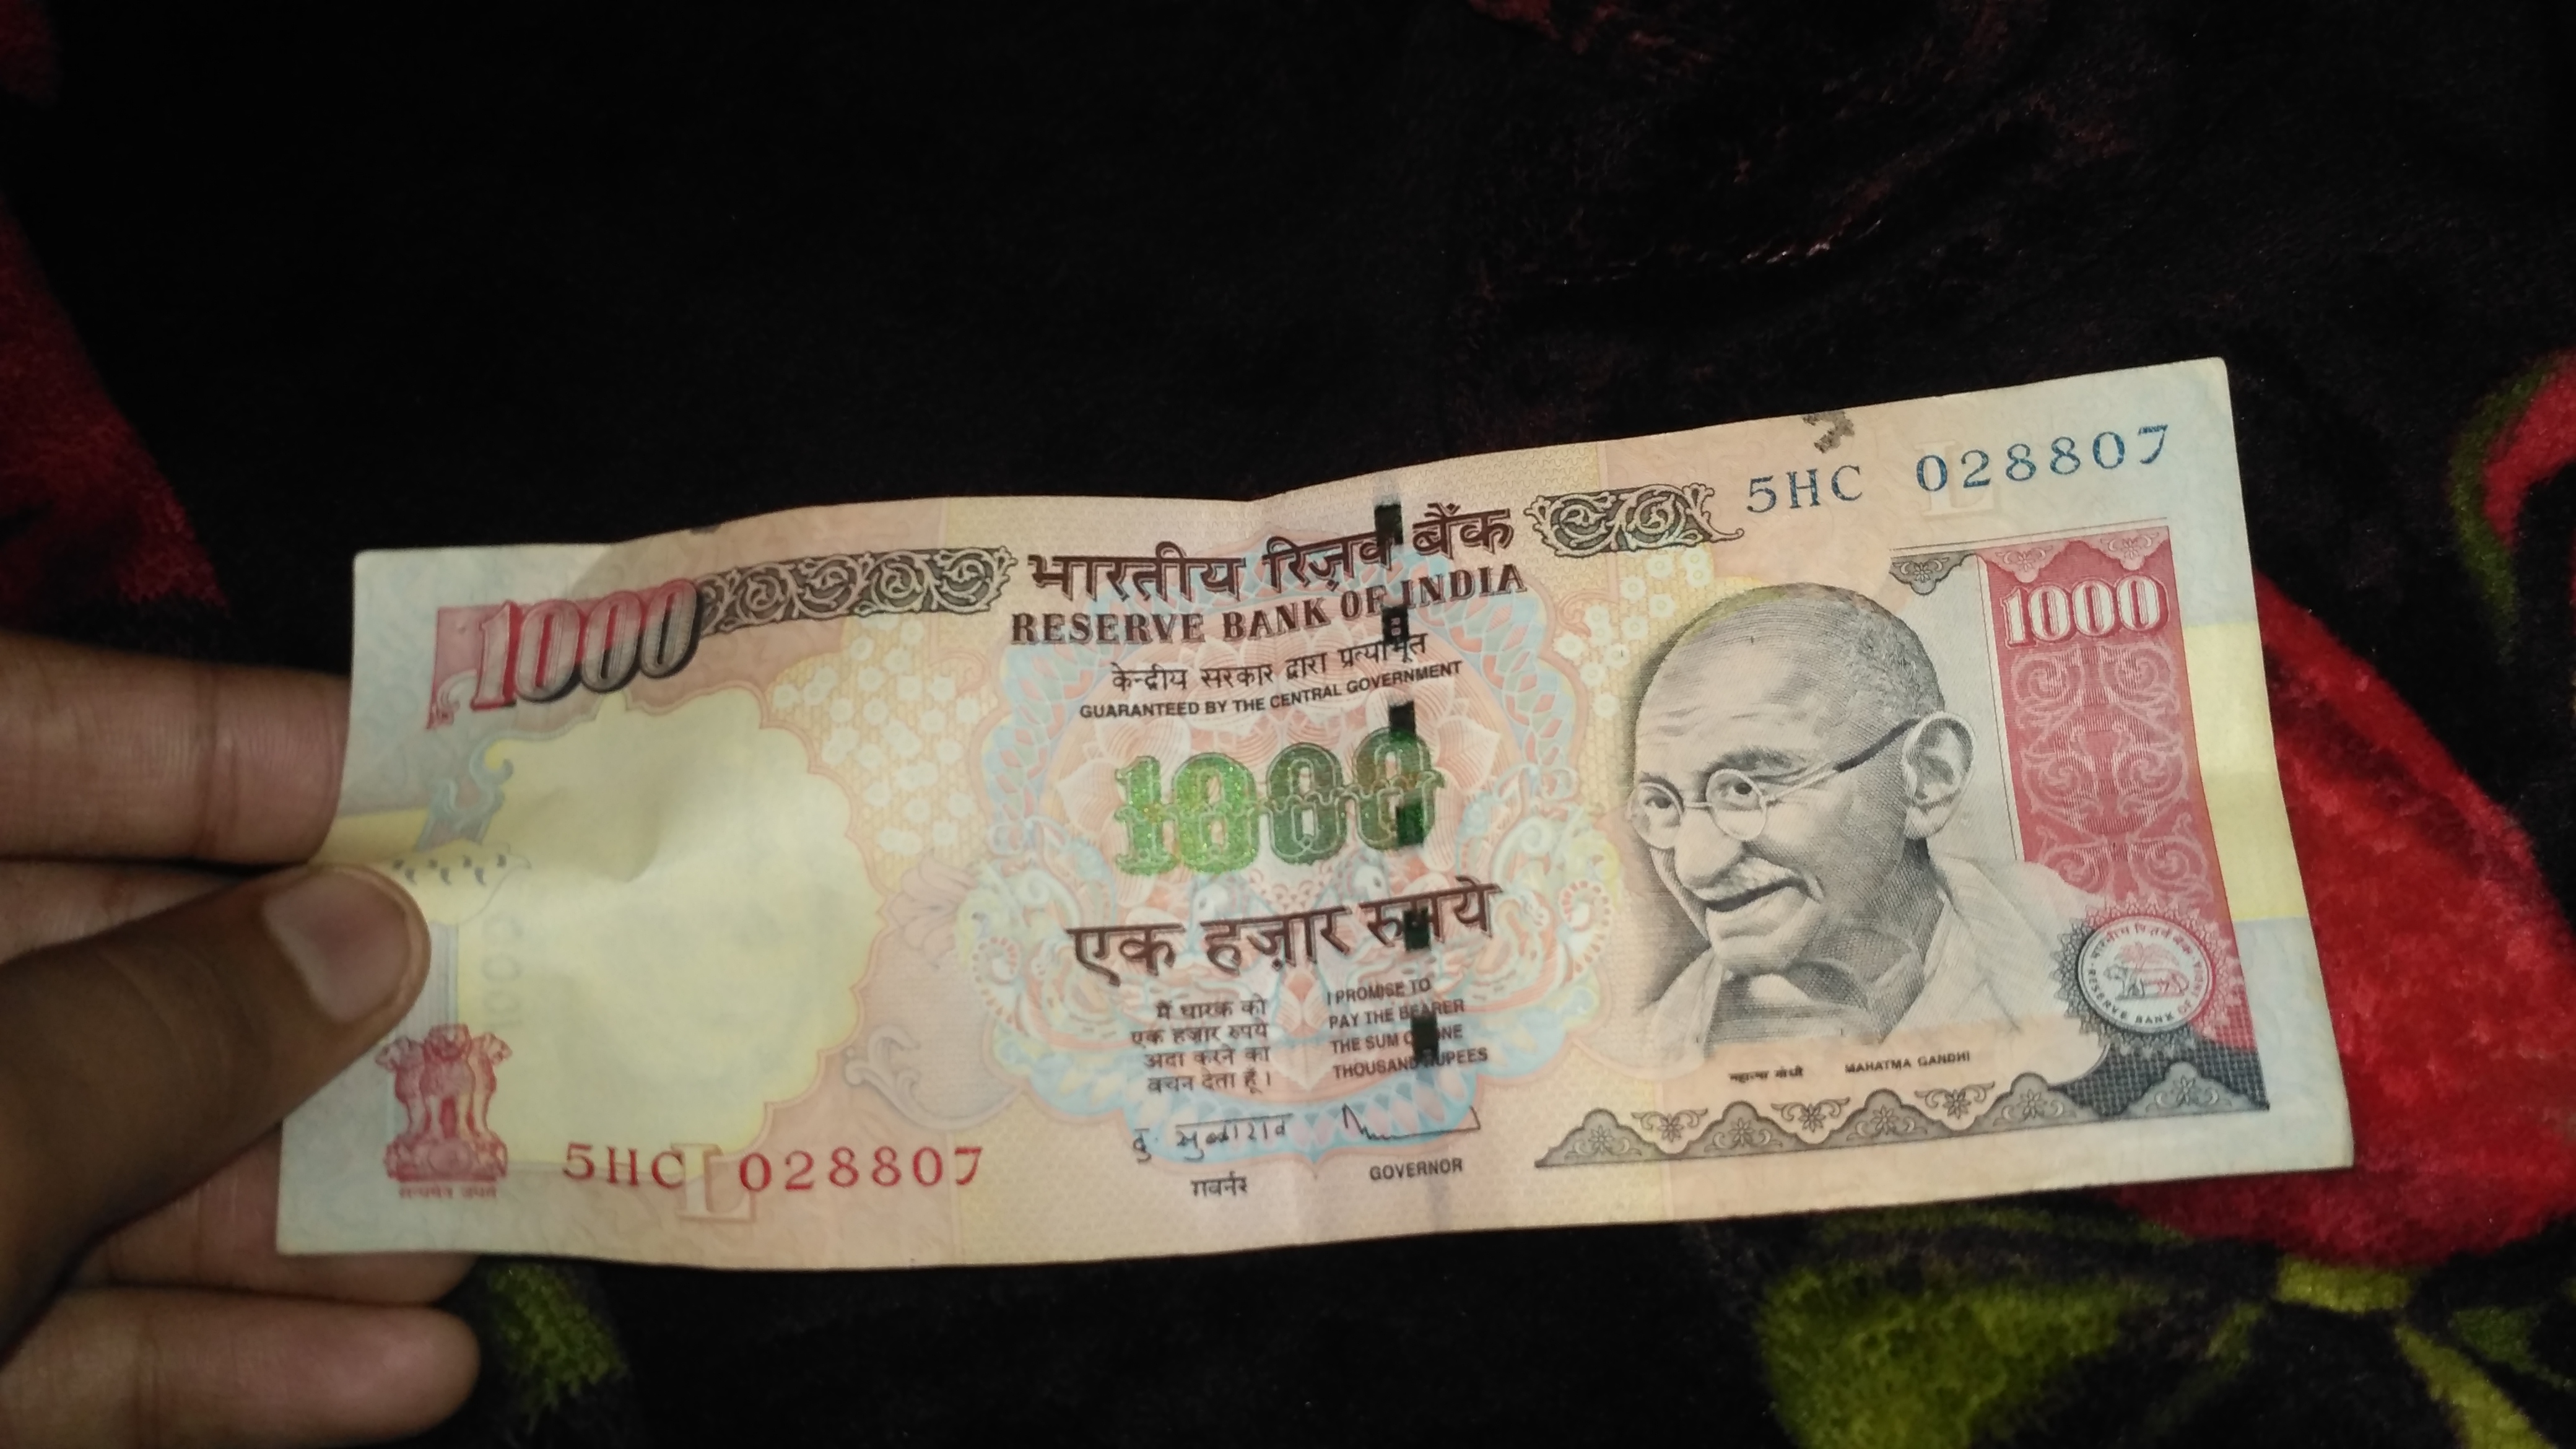 5HC 028807
भारतीय रिज़र्व बैंक
RESERVE BANK OF INDIA
1000
1000
केन्द्रीय सरकार द्वारा प्रत्याभूत
GUARANTEED BY THE CENTRAL GOVERNMENT
1000
एक हज़ार रुपये
मैं धारक को
एक हज़ार रुपये
अदा करने का
वचन देता हूँ।
I PROMISE TO
PAY THE BEARER
THE SUM OF ONE
THOUSAND RUPEES
गवर्नर
GOVERNOR
महात्मा गांधी MAHATMA GANDHI
भारतीय रिज़र्व बैंक
RESERVE BANK OF INDIA
सत्यमेव जयते
5HC L 028807
L